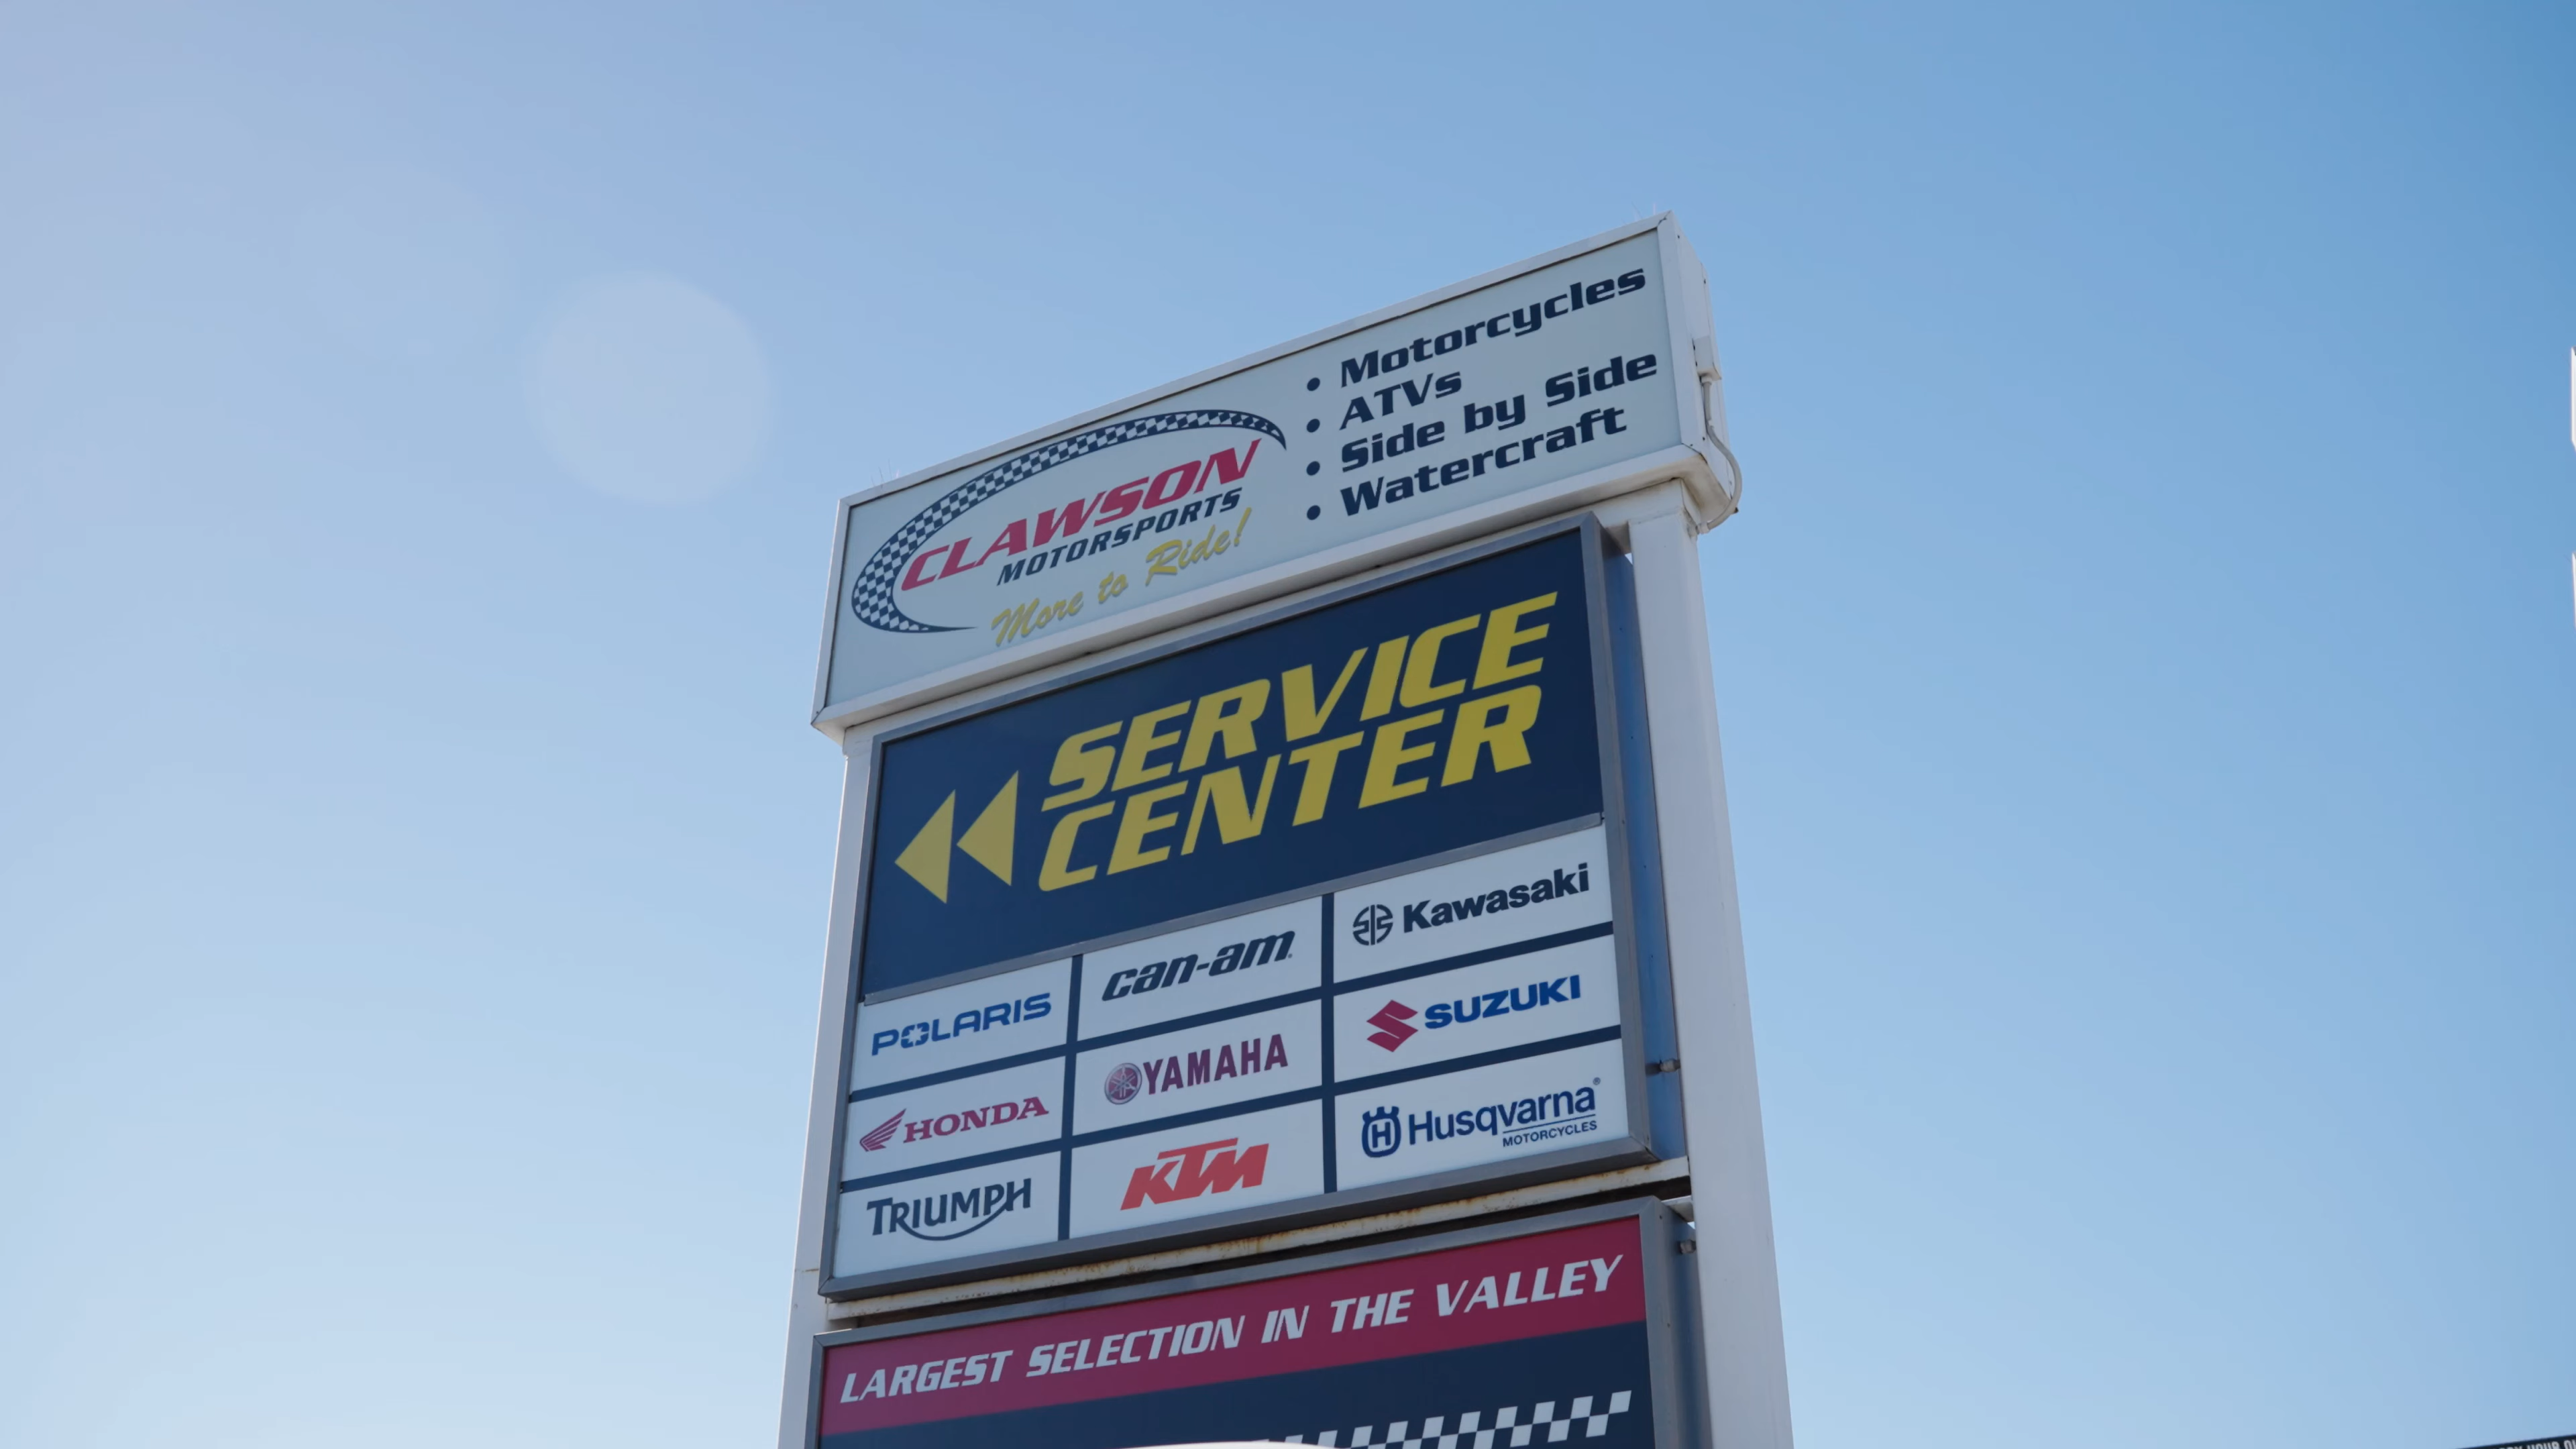 CLAWSON
MOTORSPORTS
More to Ride!
• Motorcycles
• ATVs
• Side by Side
• Watercraft
SERVICE
CENTER
POLARIS
can-am
Kawasaki
HONDA
YAMAHA
SUZUKI
TRIUMPH
KTM
Husqvarna®
MOTORCYCLES
LARGEST SELECTION IN THE VALLEY